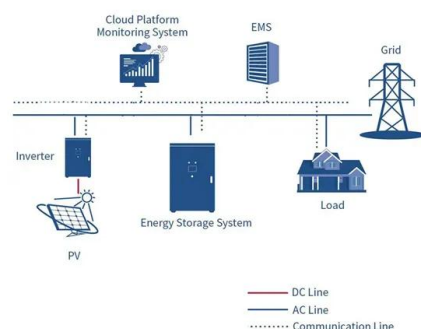 Cloud Platform
Monitoring System
EMS
Grid
Inverter
Energy Storage System
Load
PV
DC Line
AC Line
Communication Line